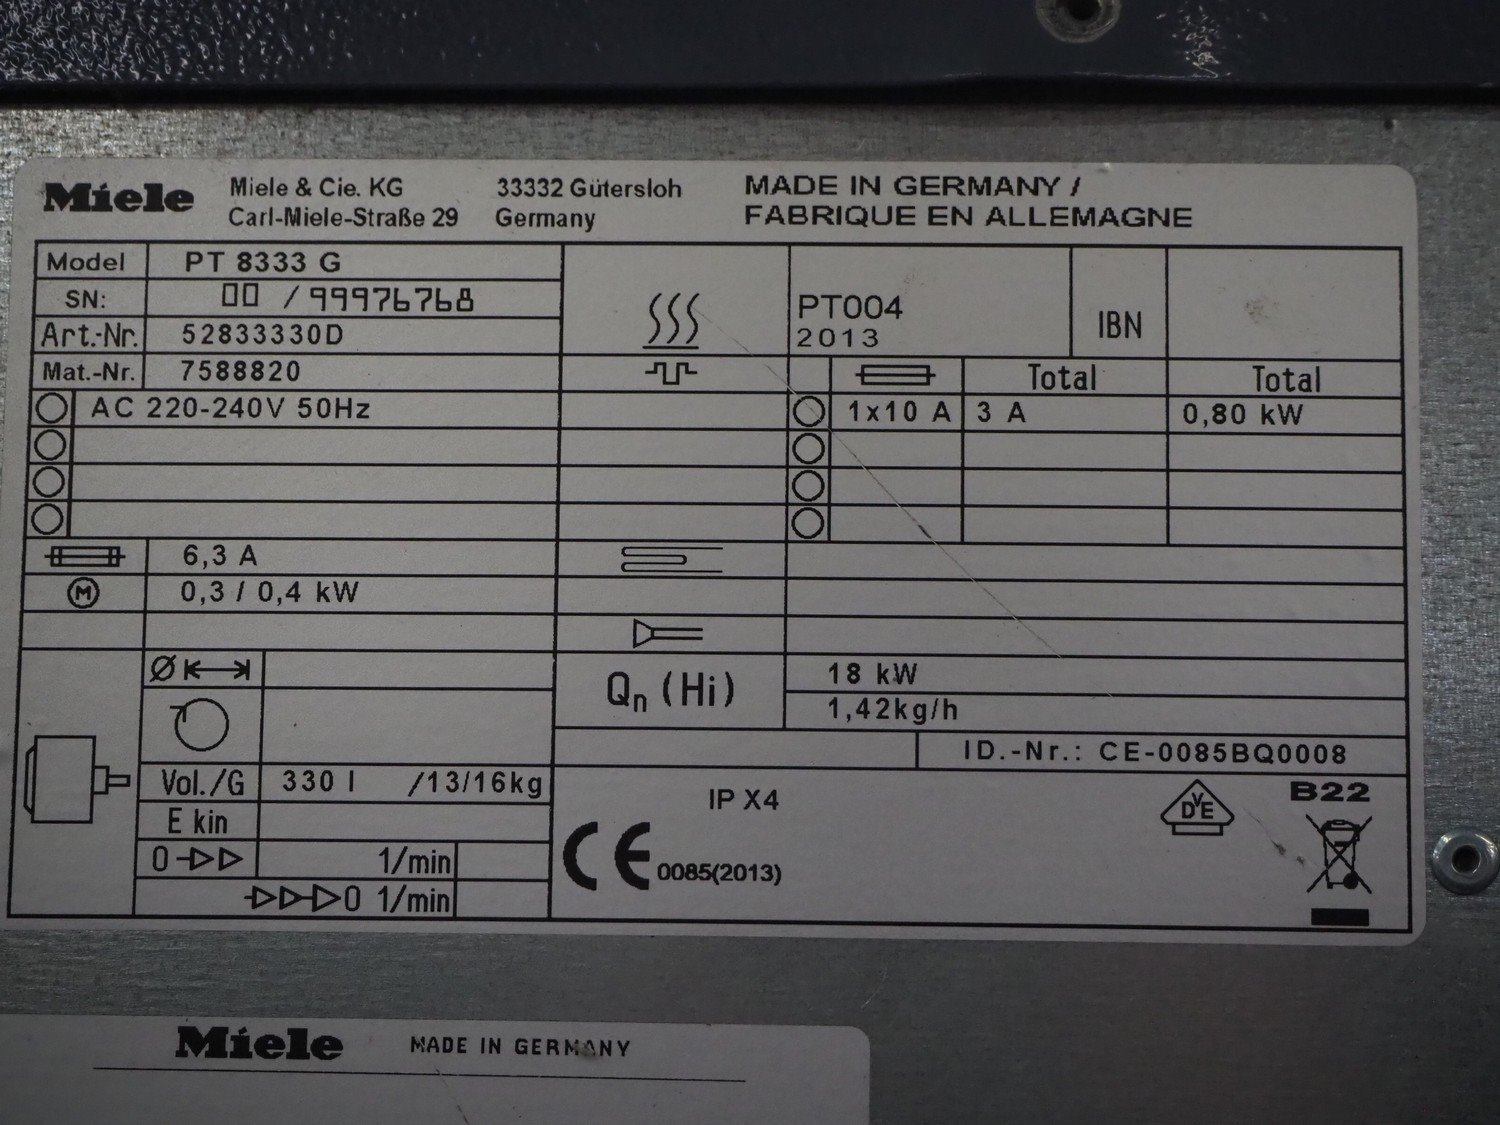 Miele Miele & Cie. KG 33332 Gütersloh MADE IN GERMANY /
Carl-Miele-Straße 29 Germany FABRIQUE EN ALLEMAGNE
Model PT 8333 G
SN: 00 / 99976768
Art.-Nr. 52833330D
Mat.-Nr. 7588820
PT004 IBN
2013
Total Total
AC 220-240V 50Hz 1x10 A 3 A 0,80 kW
6,3 A
M 0,3 / 0,4 kW
Qn (Hi) 18 kW
1,42kg/h
ID.-Nr.: CE-0085BQ0008
Ø
Vol./G 330 l /13/16kg
E kin
0 1/min
0 1/min
IP X4
CE 0085(2013)
DVE
B22
Miele MADE IN GERMANY